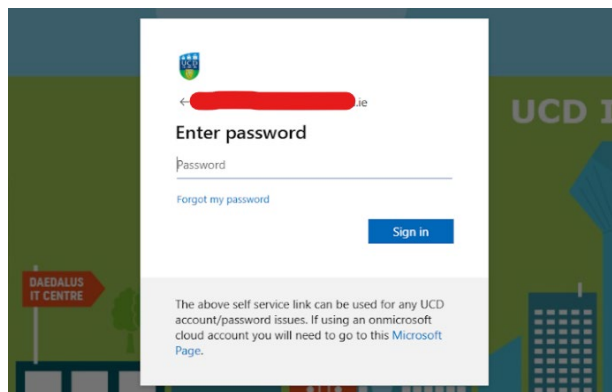 UCD
←.ie
UCD I
Enter password
Password
Forgot my password
Sign in
DAEDALUS
IT CENTRE
The above self service link can be used for any UCD
account/password issues. If using an onmicrosoft
cloud account you will need to go to this Microsoft
Page.